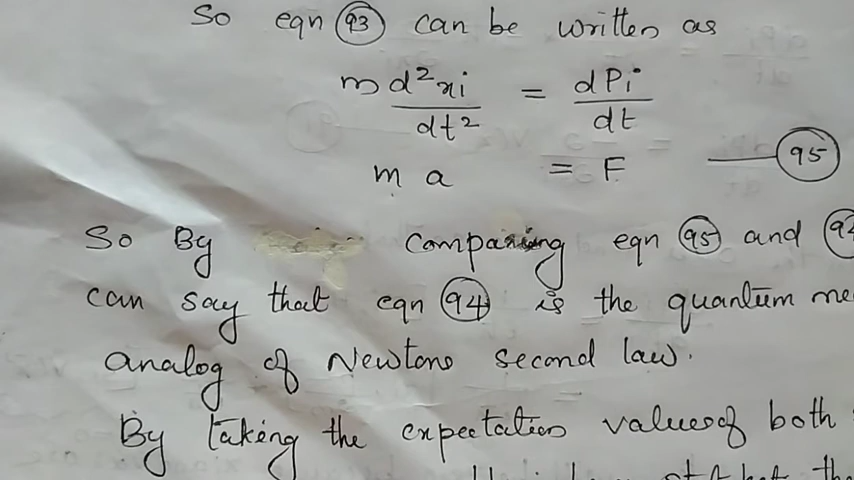 So eqn 93 can be written as
m d²xi / dt² = dPi / dt
m a = F — 95
So By comparing eqn 95 and
can say that eqn 94 is the quantum
analog of Newtons second law.
By taking the expectation values of both